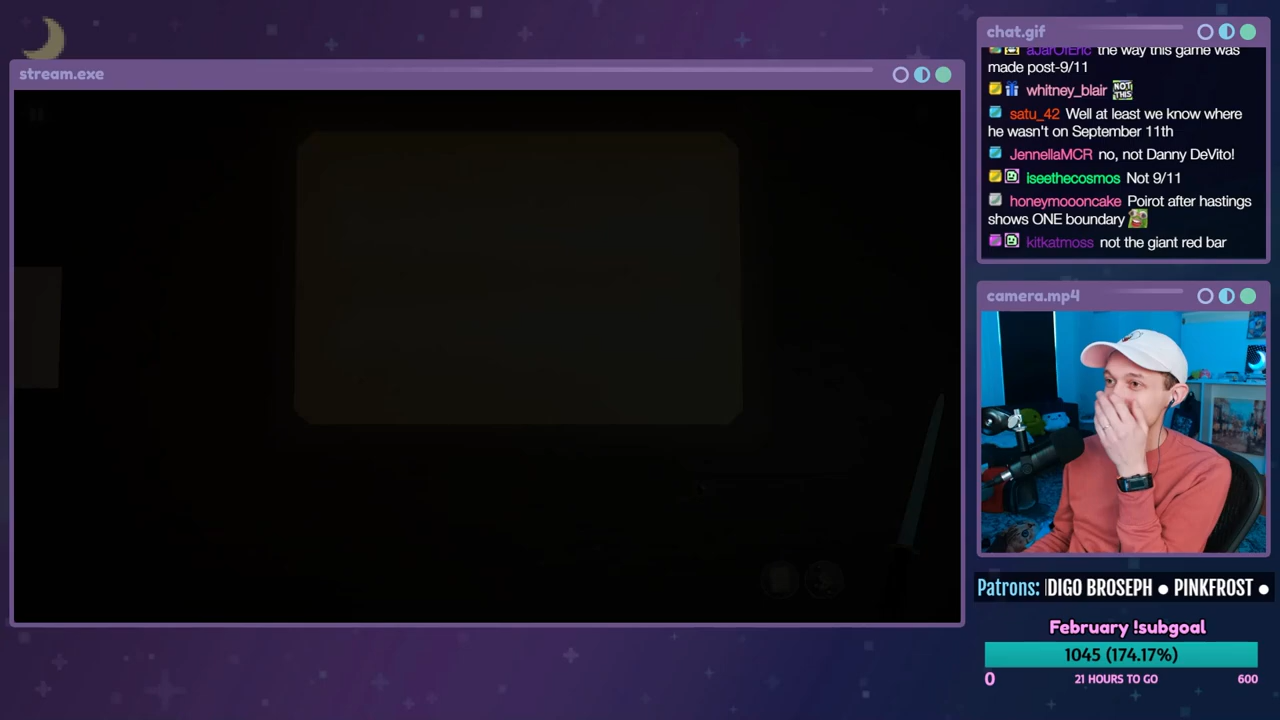 stream.exe
chat.gif
aJarOfEric the way this game was
made post-9/11
whitney_blair NOT THIS
satu_42 Well at least we know where
he wasn't on September 11th
JennellaMCR no, not Danny DeVito!
iseethecosmos Not 9/11
honeymoooncake Poirot after hastings
shows ONE boundary
kitkatmoss not the giant red bar
camera.mp4
Patrons: DIGO BROSEPH ● PINKFROST ●
February !subgoal
1045 (174.17%)
0 21 HOURS TO GO 600